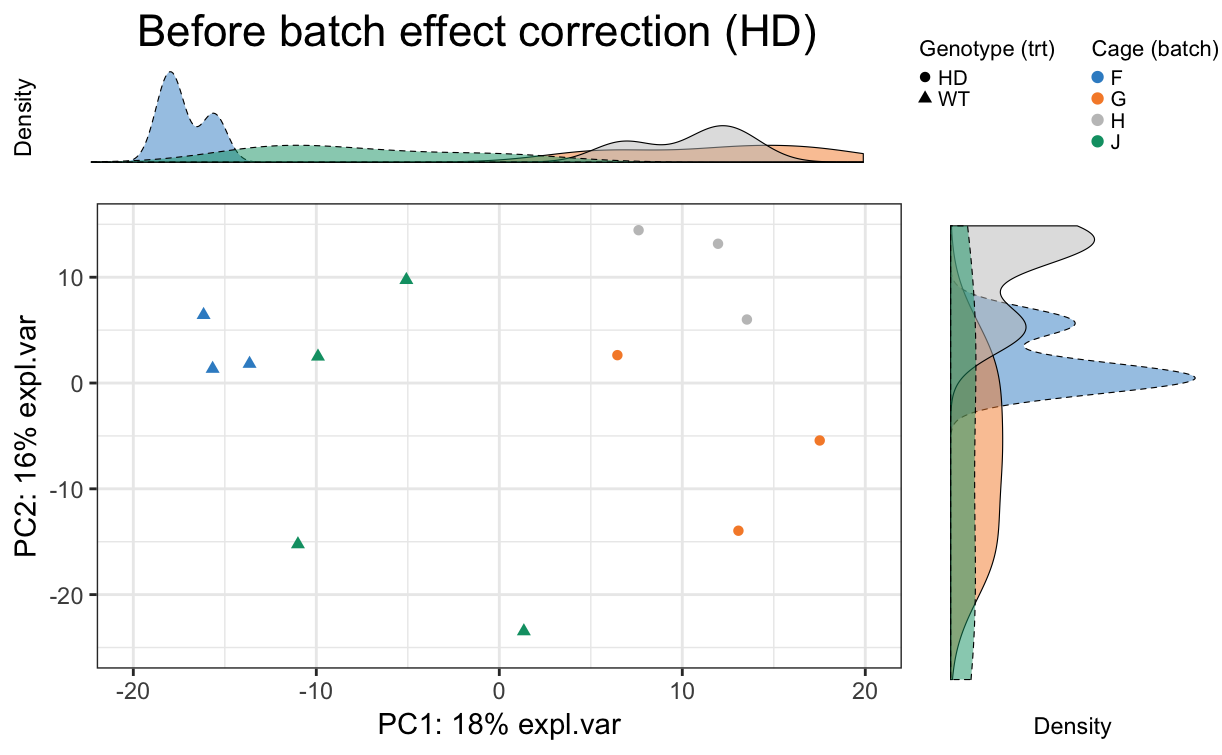 Before batch effect correction (HD)
Genotype (trt)
HD
WT
Cage (batch)
F
G
H
J
Density
PC2: 16% expl.var
10
0
-10
-20
-20
-10
0
10
20
PC1: 18% expl.var
Density